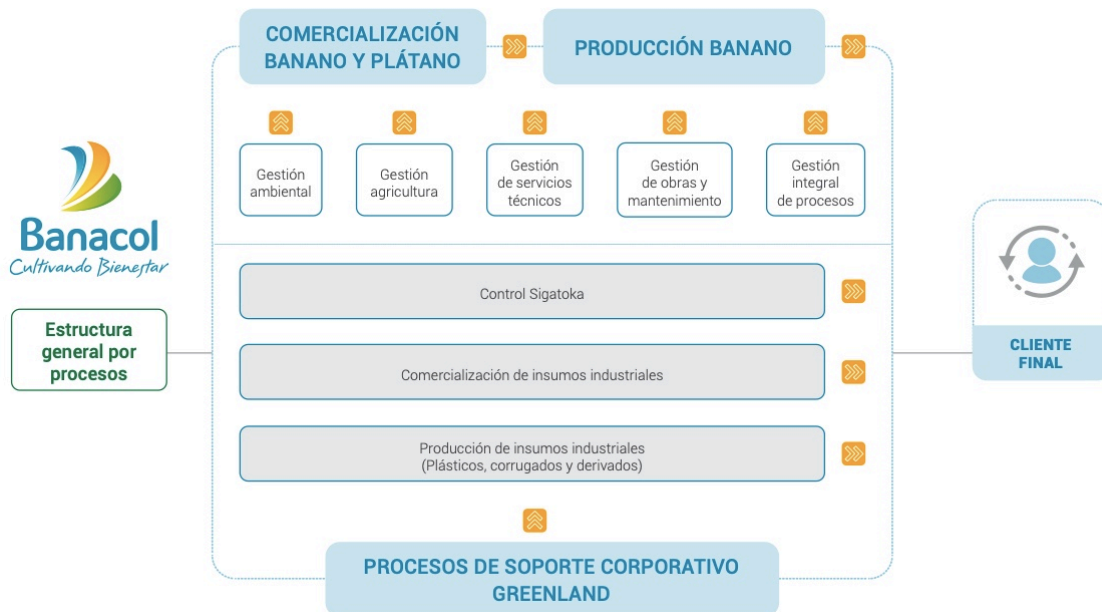 COMERCIALIZACIÓN
BANANO Y PLÁTANO
PRODUCCIÓN BANANO
Gestión
ambiental
Gestión
agricultura
Gestión
de servicios
técnicos
Gestión
de obras y
mantenimiento
Gestión
integral
de procesos
Banacol
Cultivando Bienestar
Estructura
general por
procesos
Control Sigatoka
Comercialización de insumos industriales
Producción de insumos industriales
(Plásticos, corrugados y derivados)
CLIENTE
FINAL
PROCESOS DE SOPORTE CORPORATIVO
GREENLAND